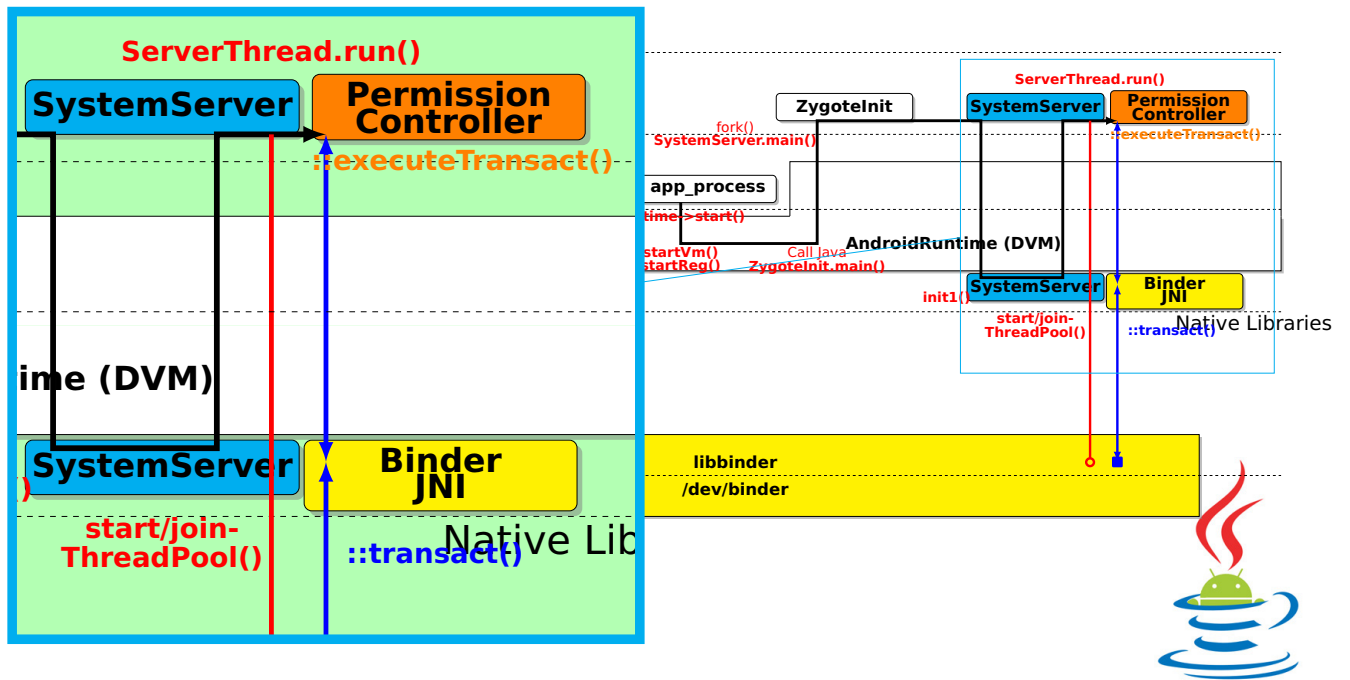 ServerThread.run()
SystemServer
Permission
Controller
::executeTransact()
ime (DVM)
SystemServer
Binder
JNI
)
start/join-
ThreadPool()
::transact()
Native Lib
ServerThread.run()
ZygoteInit
SystemServer
Permission
Controller
fork()
SystemServer.main()
::executeTransact()
app_process
time->start()
AndroidRuntime (DVM)
startVm()
startReg()
Call Java
ZygoteInit.main()
init1()
SystemServer
Binder
JNI
start/join-
ThreadPool()
Native Libraries
::transact()
libbinder
/dev/binder